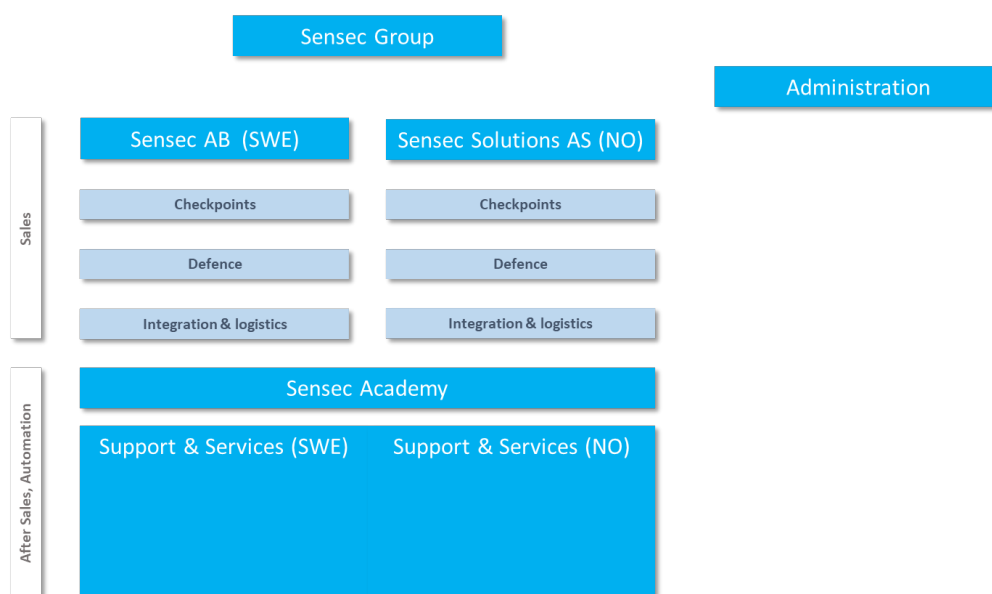 Sensec Group
Administration
Sensec AB (SWE)
Sensec Solutions AS (NO)
Sales
Checkpoints
Checkpoints
Defence
Defence
Integration & logistics
Integration & logistics
Sensec Academy
After Sales, Automation
Support & Services (SWE)
Support & Services (NO)